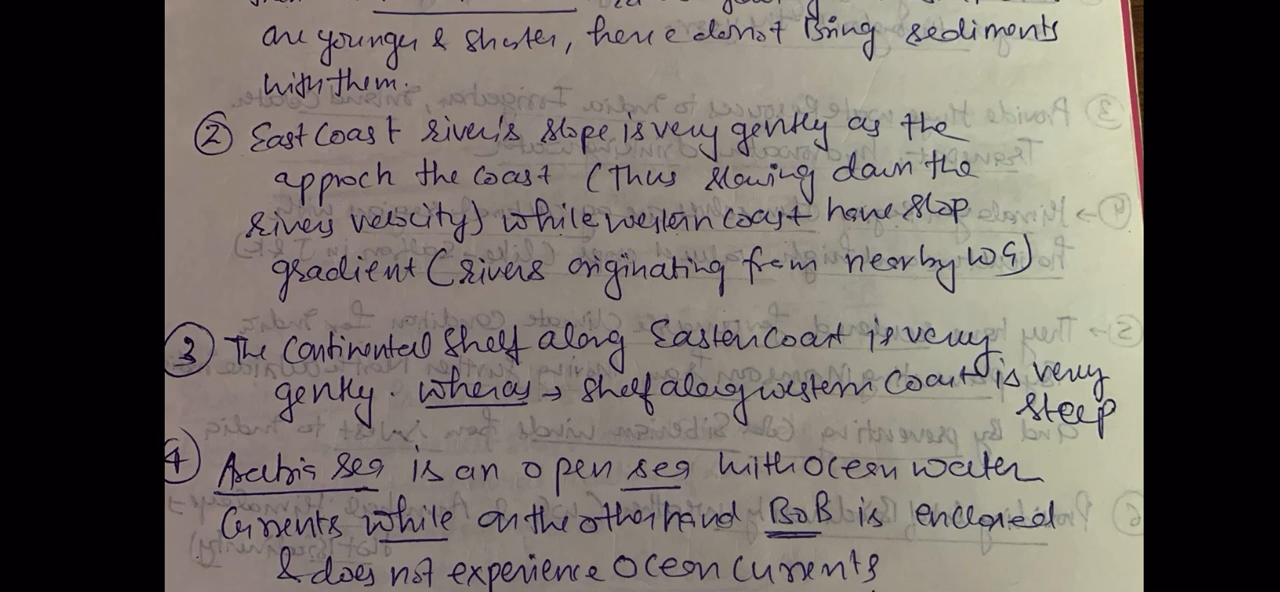 are younger & shorter, hence donot Bring sediments
with them.
② East Coast river's slope is very gently as the
approch the coast (thus slowing down the
rivers velocity) while western coast have slop
gradient (rivers originating from nearby WG)
③ The Continental Shelf along Eastern Coast is very
gently. wheras → shelf along western Coast is very
steep
④ Arabia Sea is an open sea with ocean water
Currents while on the other hand BoB is enclosed
& does not experience Ocean Currents